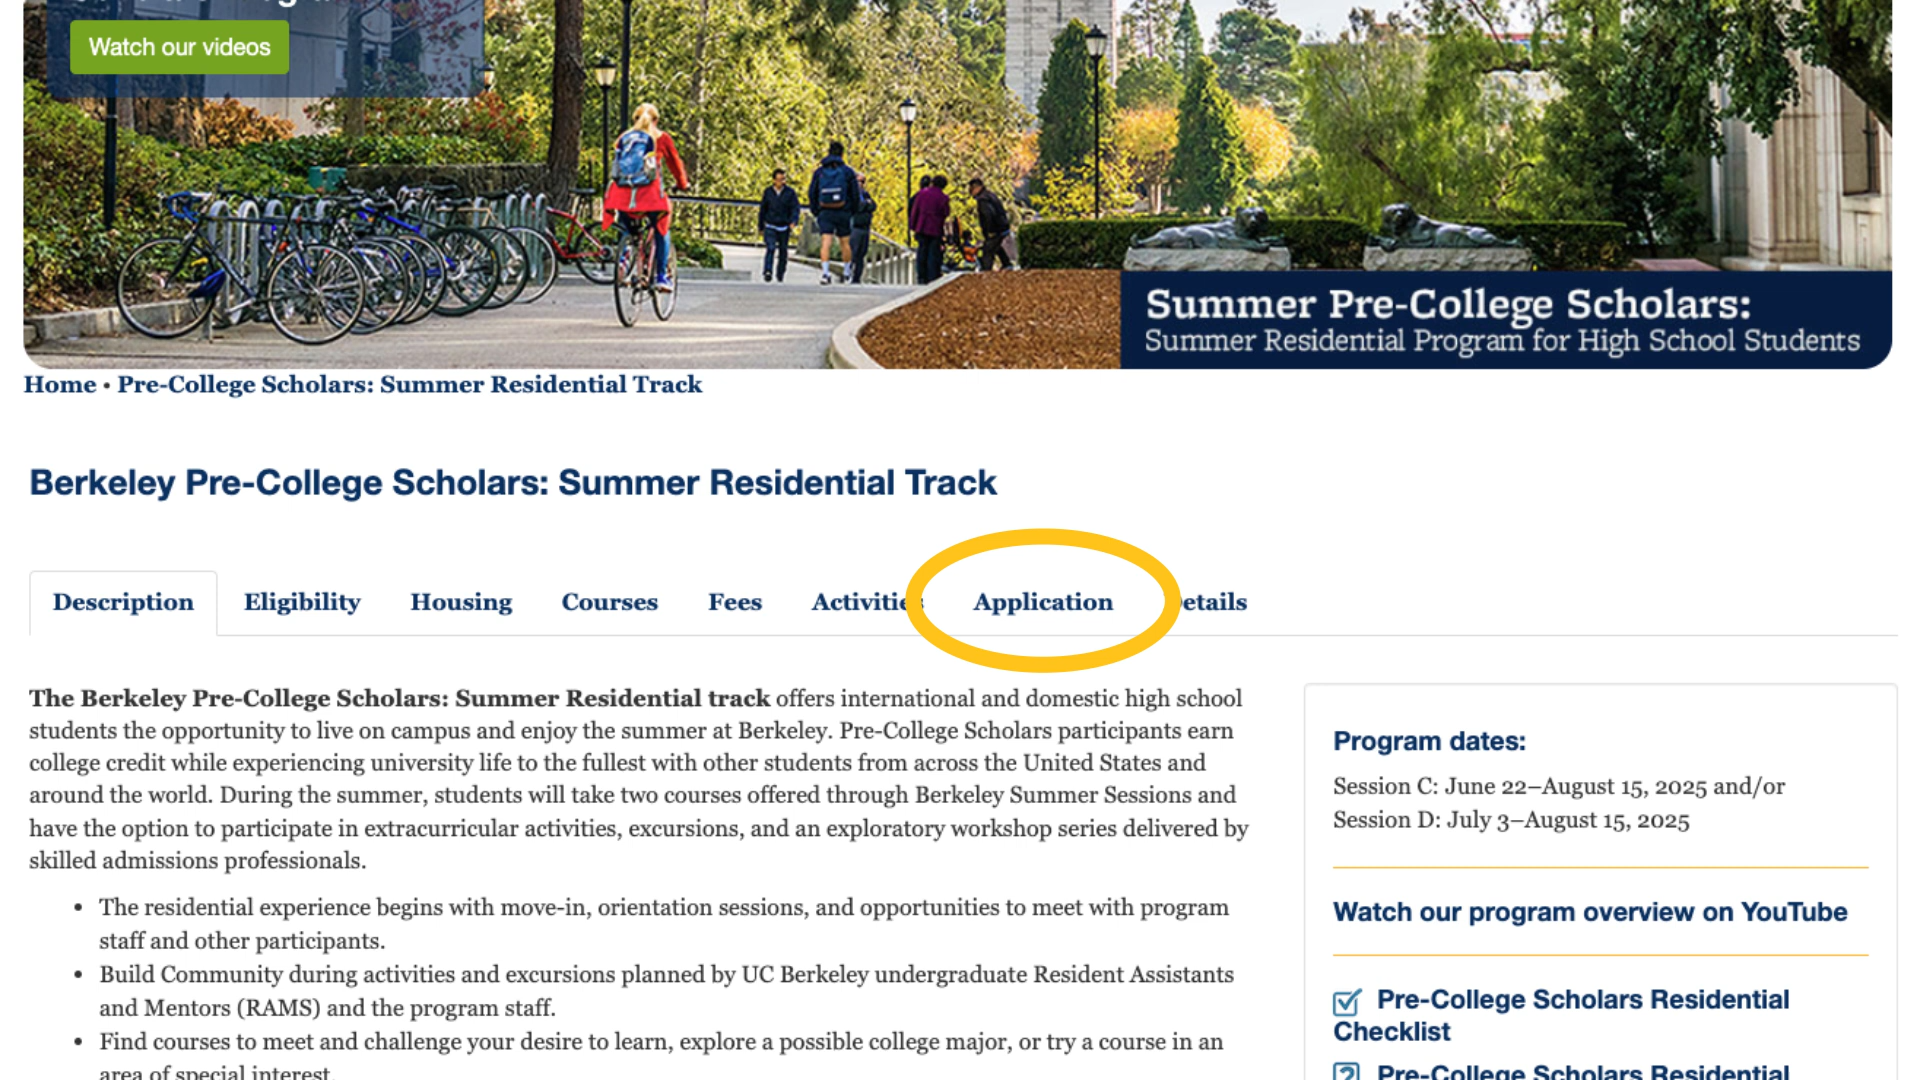 Watch our videos
Summer Pre-College Scholars:
Summer Residential Program for High School Students
Home • Pre-College Scholars: Summer Residential Track
Berkeley Pre-College Scholars: Summer Residential Track
Description Eligibility Housing Courses Fees Activities Application etails
The Berkeley Pre-College Scholars: Summer Residential track offers international and domestic high school
students the opportunity to live on campus and enjoy the summer at Berkeley. Pre-College Scholars participants earn
college credit while experiencing university life to the fullest with other students from across the United States and
around the world. During the summer, students will take two courses offered through Berkeley Summer Sessions and
have the option to participate in extracurricular activities, excursions, and an exploratory workshop series delivered by
skilled admissions professionals.
• The residential experience begins with move-in, orientation sessions, and opportunities to meet with program
staff and other participants.
• Build Community during activities and excursions planned by UC Berkeley undergraduate Resident Assistants
and Mentors (RAMS) and the program staff.
• Find courses to meet and challenge your desire to learn, explore a possible college major, or try a course in an
area of special interest.
Program dates:
Session C: June 22–August 15, 2025 and/or
Session D: July 3–August 15, 2025
Watch our program overview on YouTube
Pre-College Scholars Residential
Checklist
Pre-College Scholars Residential